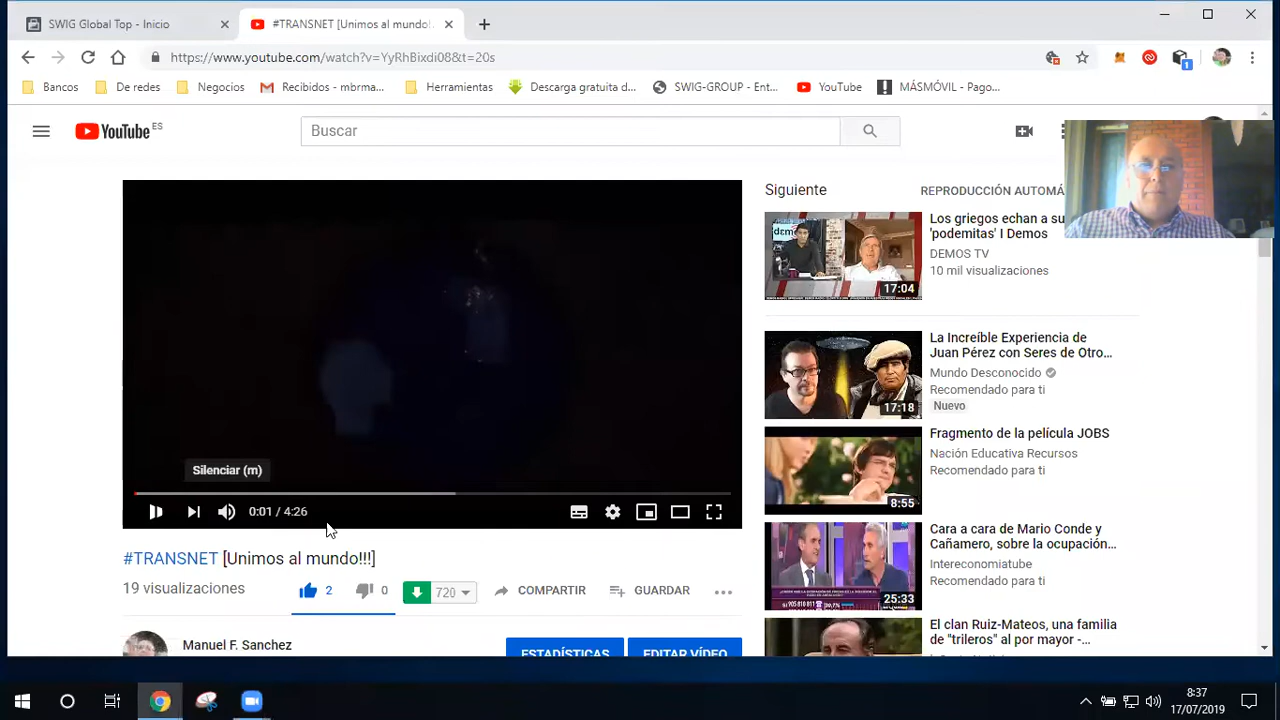 SWIG Global Top - Inicio
#TRANSNET [Unimos al mundo!
https://www.youtube.com/watch?v=YyRhBixdi08&t=20s
Bancos
De redes
Negocios
Recibidos - mbrma...
Herramientas
Descarga gratuita d...
SWIG-GROUP - Ent...
YouTube
MÁSMÓVIL - Pago...
1
YouTube ES
Buscar
Siguiente
REPRODUCCIÓN AUTOMÁ
Los griegos echan a su
'podemitas' I Demos
DEMOS TV
10 mil visualizaciones
17:04
La Increíble Experiencia de
Juan Pérez con Seres de Otro...
Mundo Desconocido
Recomendado para ti
Nuevo
17:18
Fragmento de la película JOBS
Nación Educativa Recursos
Recomendado para ti
8:55
Cara a cara de Mario Conde y
Cañamero, sobre la ocupación...
Intereconomiatube
Recomendado para ti
25:33
El clan Ruiz-Mateos, una familia
de "trileros" al por mayor -...
Silenciar (m)
0:01 / 4:26
#TRANSNET [Unimos al mundo!!!]
19 visualizaciones
2
0
720
COMPARTIR
GUARDAR
Manuel F. Sanchez
ESTADÍSTICAS
EDITAR VÍDEO
8:37
17/07/2019